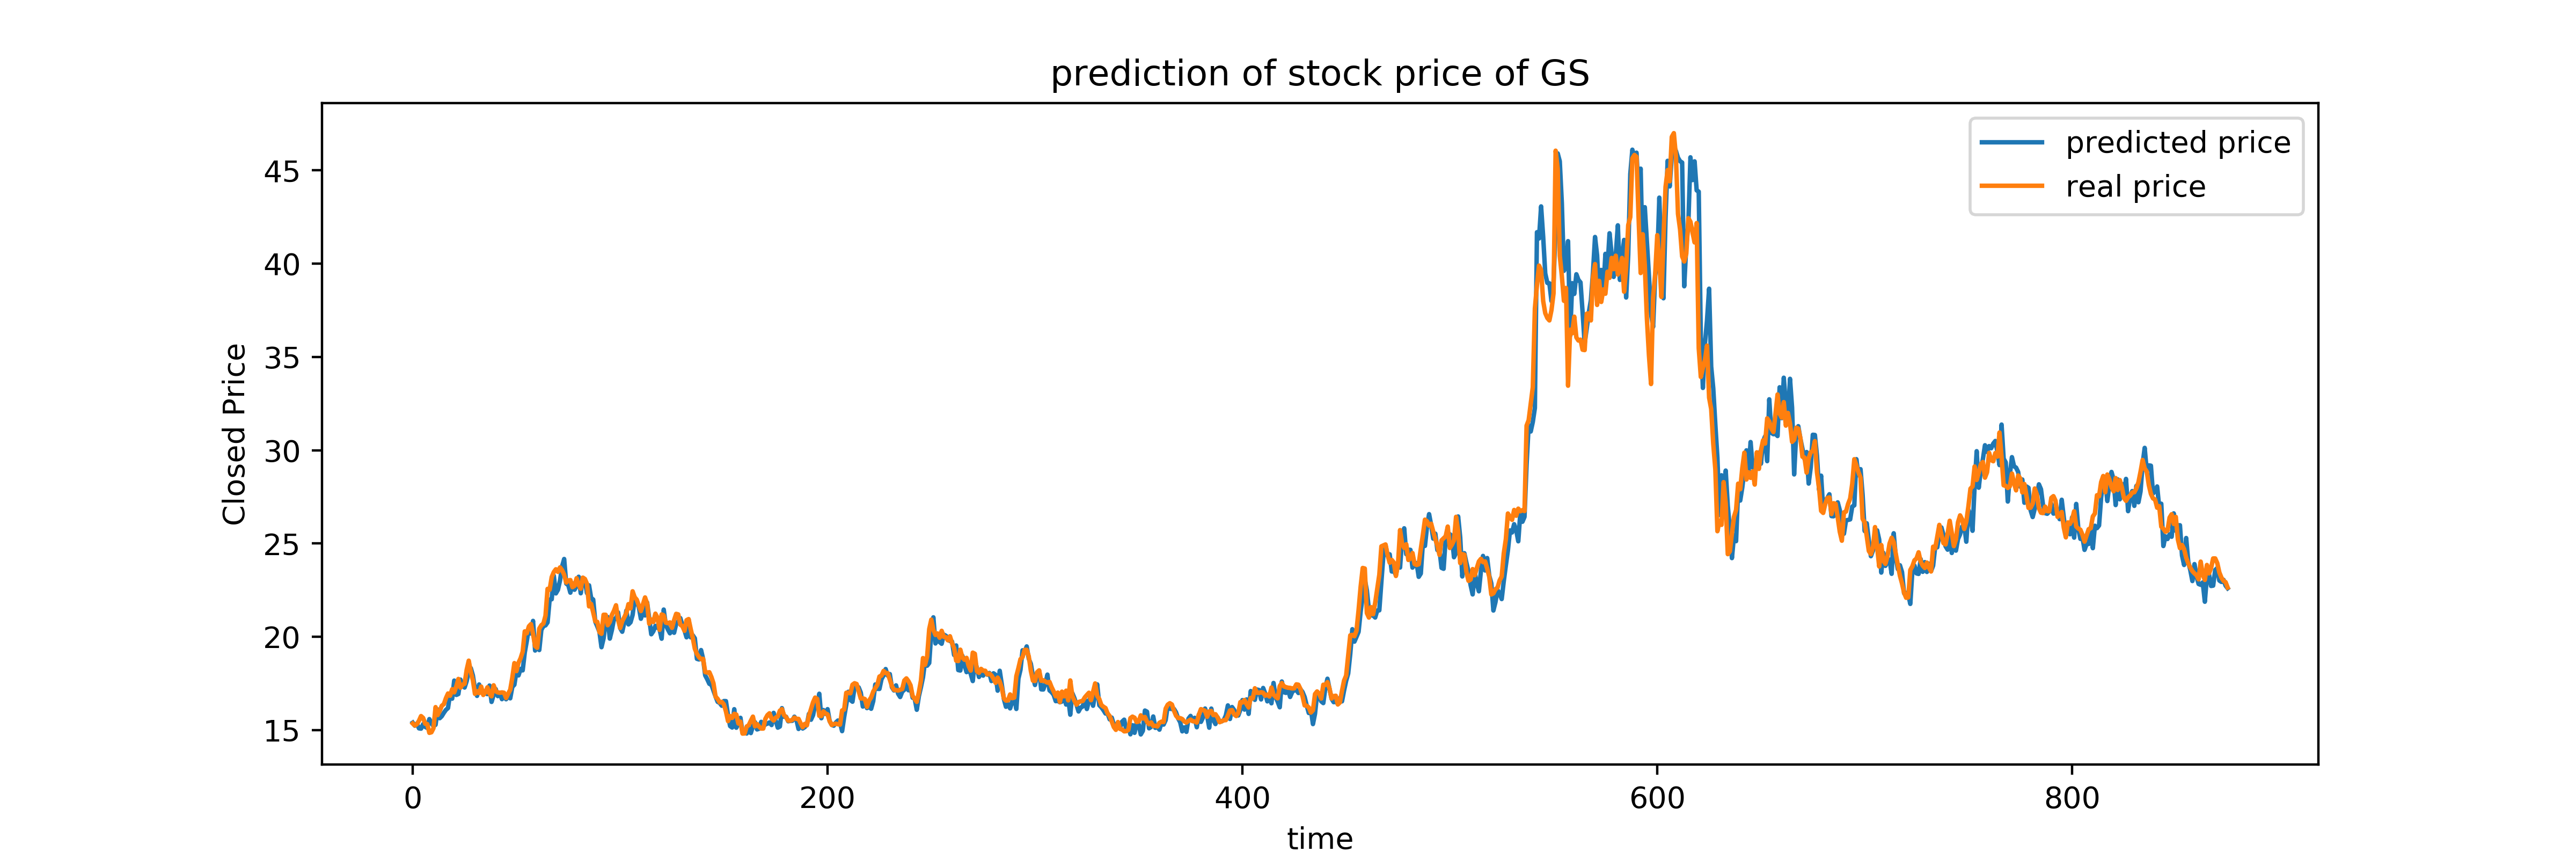 prediction of stock price of GS
predicted price
real price
Closed Price
45
40
35
30
25
20
15
0 200 400 600 800
time